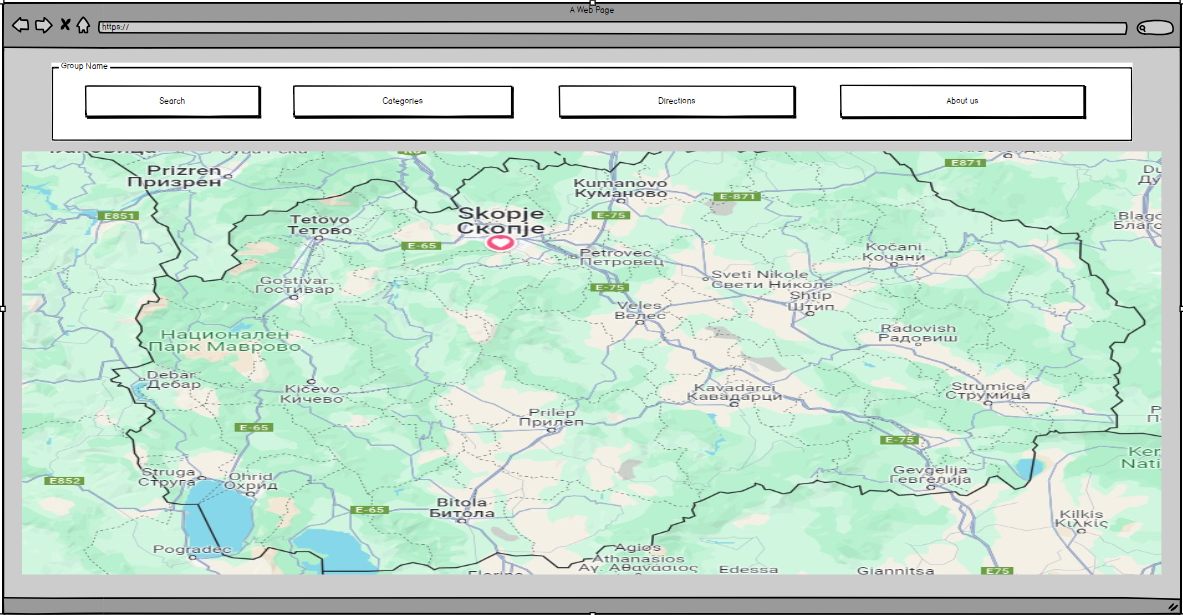 A Web Page
https://
Group Name
Search
Categories
Directions
About us
E871
Prizren
Призрен
Kumanovo
Куманово
E-871
Skopje
Скопје
E851
Tetovo
Тетово
E-75
E-65
Petrovec
Петровец
Kočani
Кочани
Gostivar
Гостивар
E-75
Sveti Nikole
Свети Николе
Shtip
Штип
Veles
Велес
Национален
Парк Маврово
Radovish
Радовиш
Debar
Дебар
Kičevo
Кичево
Kavadarci
Кавадарци
Strumica
Струмица
Prilep
Прилеп
E-65
E-75
Struga
Струга
Ohrid
Охрид
E852
Gevgelija
Гевгелија
Ker
Nati
Bitola
Битола
E-65
Kilkis
Κιλκίς
Pogradec
Agios
Athanasios
Αγ. Αθανάσιος
Edessa
Giannitsa
E75